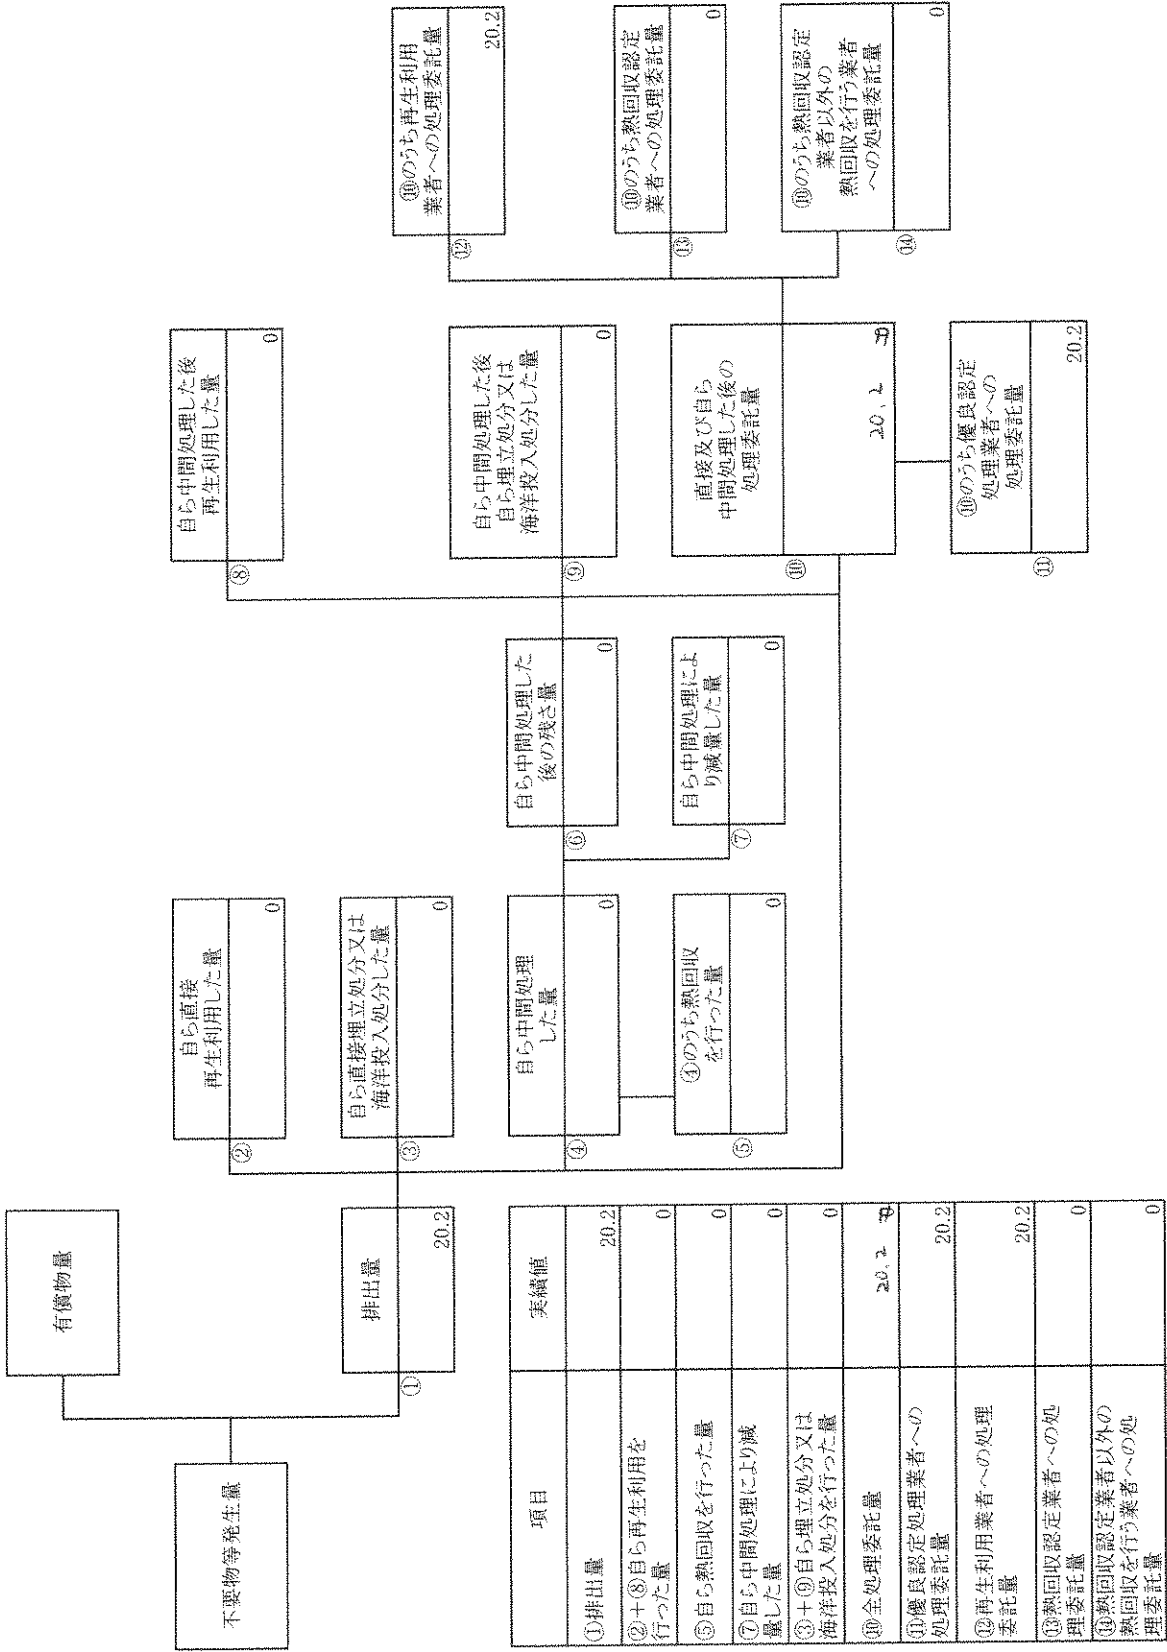 不要物等発生量
有償物量
排出量
①
20.2
自ら直接
再生利用した量
②
0
自ら直接埋立処分又は
海洋投入処分した量
③
0
自ら中間処理
した量
④
0
④のうち熱回収
を行った量
⑤
0
自ら中間処理した
後の残さ量
⑥
0
自ら中間処理によ
り減量した量
⑦
0
自ら中間処理した後
再生利用した量
⑧
0
自ら中間処理した後
自ら埋立処分又は
海洋投入処分した量
⑨
0
直接及び自ら
中間処理した後の
処理委託量
⑩
20.2
⑩のうち優良認定
処理業者への
処理委託量
⑪
20.2
⑩のうち再生利用
業者への処理委託量
⑫
20.2
⑩のうち熱回収認定
業者への処理委託量
⑬
0
⑩のうち熱回収認定
業者以外の
熱回収を行う業者
への処理委託量
⑭
0
項目 実績値
①排出量 20.2
②+⑧自ら再生利用を
行った量 0
⑤自ら熱回収を行った量 0
⑦自ら中間処理により減
量した量 0
③+⑨自ら埋立処分又は
海洋投入処分を行った量 0
⑩全処理委託量 20.2
⑪優良認定処理業者への
処理委託量 20.2
⑫再生利用業者への処理
委託量 20.2
⑬熱回収認定業者への処
理委託量 0
⑭熱回収認定業者以外の
熱回収を行う業者への処
理委託量 0